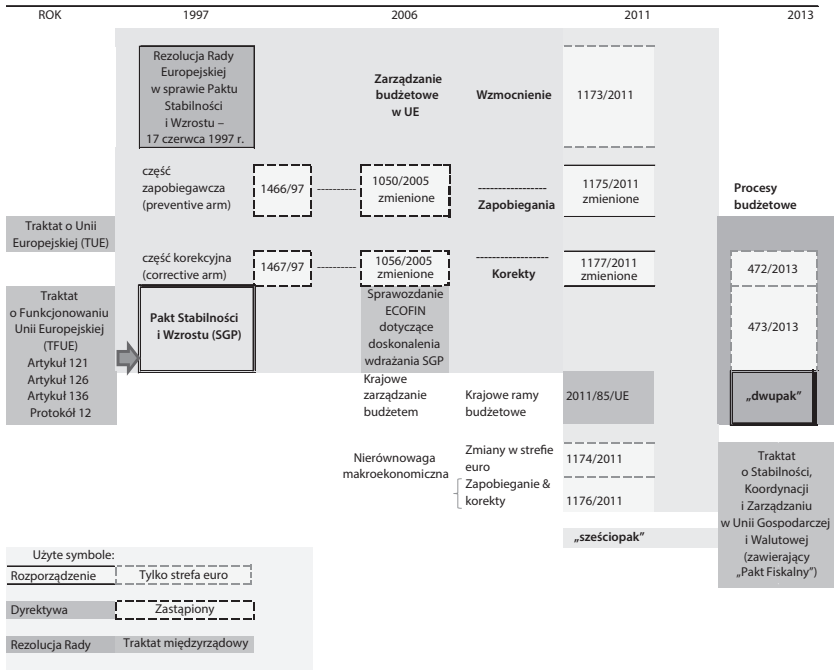 ROK 1997 2006 2011 2013
Rezolucja Rady
Europejskiej
w sprawie Paktu
Stabilności
i Wzrostu –
17 czerwca 1997 r.
Zarządzanie
budżetowe
w UE
Wzmocnienie
1173/2011
część
zapobiegawcza
(preventive arm)
1466/97
1050/2005
zmienione
Zapobiegania
1175/2011
zmienione
Procesy
budżetowe
Traktat o Unii
Europejskiej (TUE)
część korekcyjna
(corrective arm)
1467/97
1056/2005
zmienione
Korekty
1177/2011
zmienione
472/2013
Traktat
o Funkcjonowaniu
Unii Europejskiej
(TFUE)
Artykuł 121
Artykuł 126
Artykuł 136
Protokół 12
Pakt Stabilności
i Wzrostu (SGP)
Sprawozdanie
ECOFIN
dotyczące
doskonalenia
wdrażania SGP
473/2013
Krajowe
zarządzanie
budżetem
Krajowe ramy
budżetowe
2011/85/UE
„dwupak”
Nierównowaga
makroekonomiczna
Zmiany w strefie
euro
1174/2011
Zapobieganie &
korekty
1176/2011
Traktat
o Stabilności,
Koordynacji
i Zarządzaniu
w Unii Gospodarczej
i Walutowej
(zawierający
„Pakt Fiskalny”)
„sześciopak”
Użyte symbole:
Rozporządzenie Tylko strefa euro
Dyrektywa Zastąpiony
Rezolucja Rady Traktat międzyrządowy